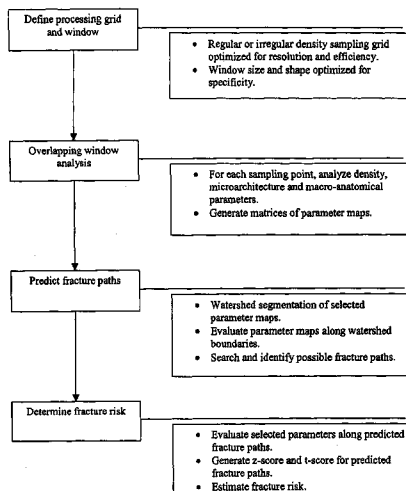 Define processing grid
and window
• Regular or irregular density sampling grid
optimized for resolution and efficiency.
• Window size and shape optimized for
specificity.
Overlapping window
analysis
• For each sampling point, analyze density,
microarchitecture and macro-anatomical
parameters.
• Generate matrices of parameter maps.
Predict fracture paths
• Watershed segmentation of selected
parameter maps.
• Evaluate parameter maps along watershed
boundaries.
• Search and identify possible fracture paths.
Determine fracture risk
• Evaluate selected parameters along predicted
fracture paths.
• Generate z-score and t-score for predicted
fracture paths.
• Estimate fracture risk.